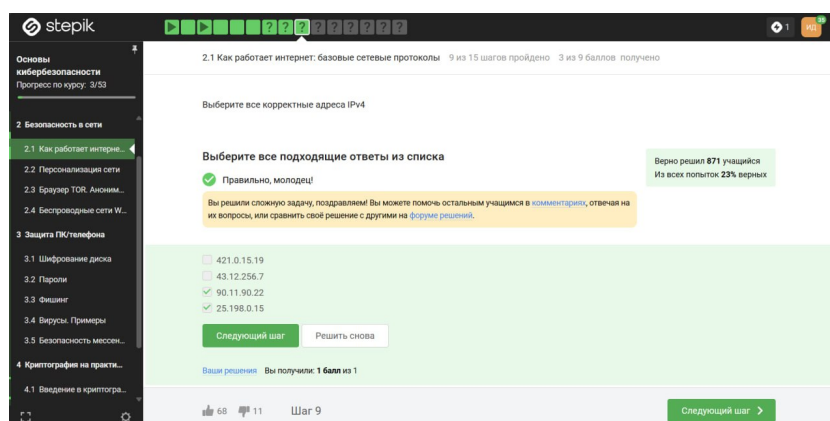 stepik
? ? ? ? ? ? ? ? ? ?
1
ИД
35
Основы
кибербезопасности
Прогресс по курсу: 3/53
2 Безопасность в сети
2.1 Как работает интерне...
2.2 Персонализация сети
2.3 Браузер TOR. Аноним...
2.4 Беспроводные сети W...
3 Защита ПК/телефона
3.1 Шифрование диска
3.2 Пароли
3.3 Фишинг
3.4 Вирусы. Примеры
3.5 Безопасность мессен...
4 Криптография на практи...
4.1 Введение в криптогра...
2.1 Как работает интернет: базовые сетевые протоколы 9 из 15 шагов пройдено 3 из 9 баллов получено
Выберите все корректные адреса IPv4
Выберите все подходящие ответы из списка
Правильно, молодец!
Верно решил 871 учащийся
Из всех попыток 23% верных
Вы решили сложную задачу, поздравляем! Вы можете помочь остальным учащимся в комментариях, отвечая на
их вопросы, или сравнить своё решение с другими на форуме решений.
421.0.15.19
43.12.256.7
90.11.90.22
25.198.0.15
Следующий шаг Решить снова
Ваши решения Вы получили: 1 балл из 1
68 11 Шаг 9 Следующий шаг